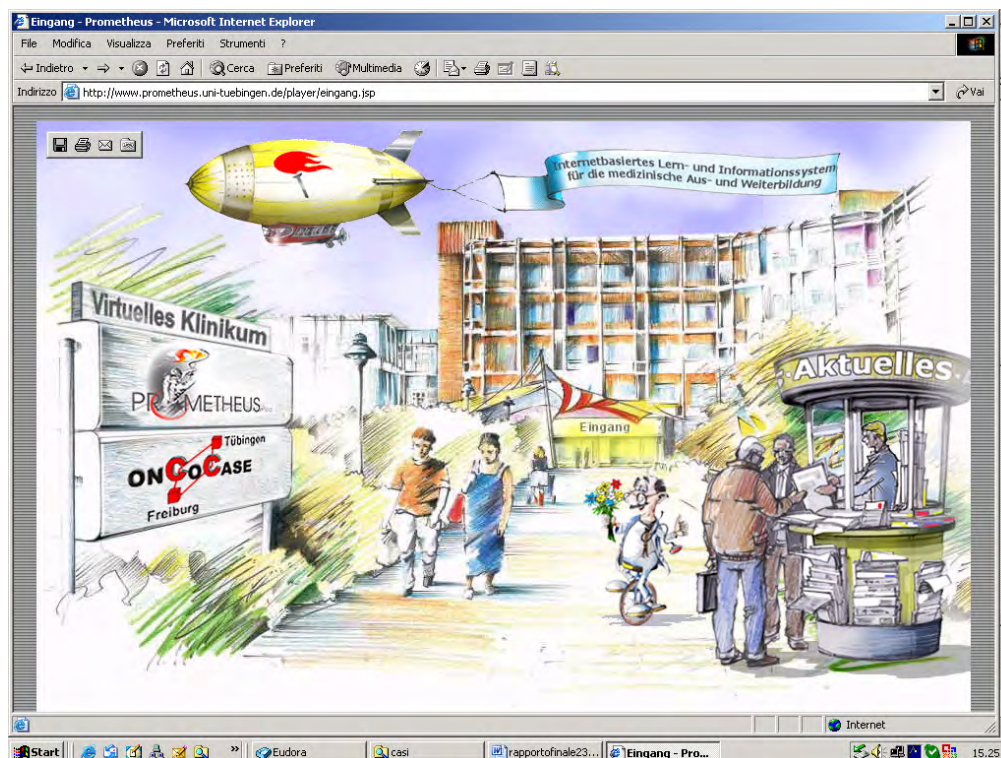 Eingang - Prometheus - Microsoft Internet Explorer
File Modifica Visualizza Preferiti Strumenti ?
Indietro Cerca Preferiti Multimedia
Indirizzo http://www.prometheus.uni-tuebingen.de/player/eingang.jsp Vai
Internetbasiertes Lern- und Informationssystem
für die medizinische Aus- und Weiterbildung
Virtuelles Klinikum
PROMETHEUS
Tübingen
ONCOCASE
Freiburg
Eingang
s-Aktuelles-
Internet
Start » Eudora casi rapportofinale23... Eingang - Pro... 15.25